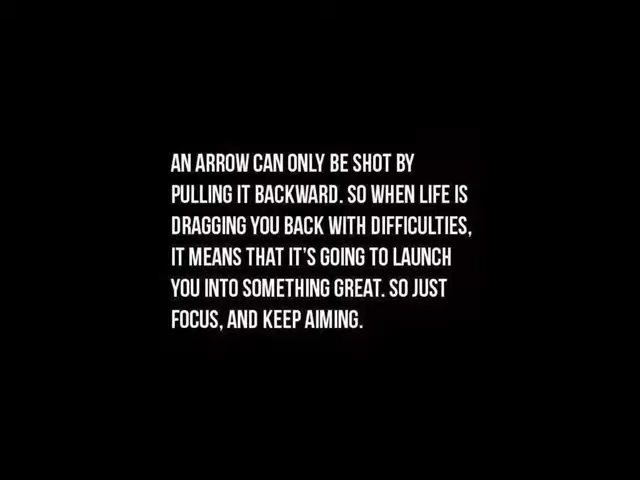 AN ARROW CAN ONLY BE SHOT BY
PULLING IT BACKWARD. SO WHEN LIFE IS
DRAGGING YOU BACK WITH DIFFICULTIES,
IT MEANS THAT IT'S GOING TO LAUNCH
YOU INTO SOMETHING GREAT. SO JUST
FOCUS, AND KEEP AIMING.